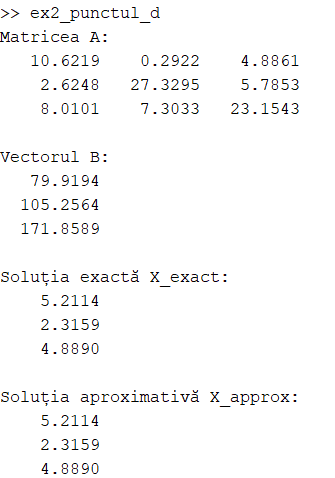 >> ex2_punctul_d
Matricea A:
10.6219 0.2922 4.8861
2.6248 27.3295 5.7853
8.0101 7.3033 23.1543
Vectorul B:
79.9194
105.2564
171.8589
Soluția exactă X_exact:
5.2114
2.3159
4.8890
Soluția aproximativă X_approx:
5.2114
2.3159
4.8890